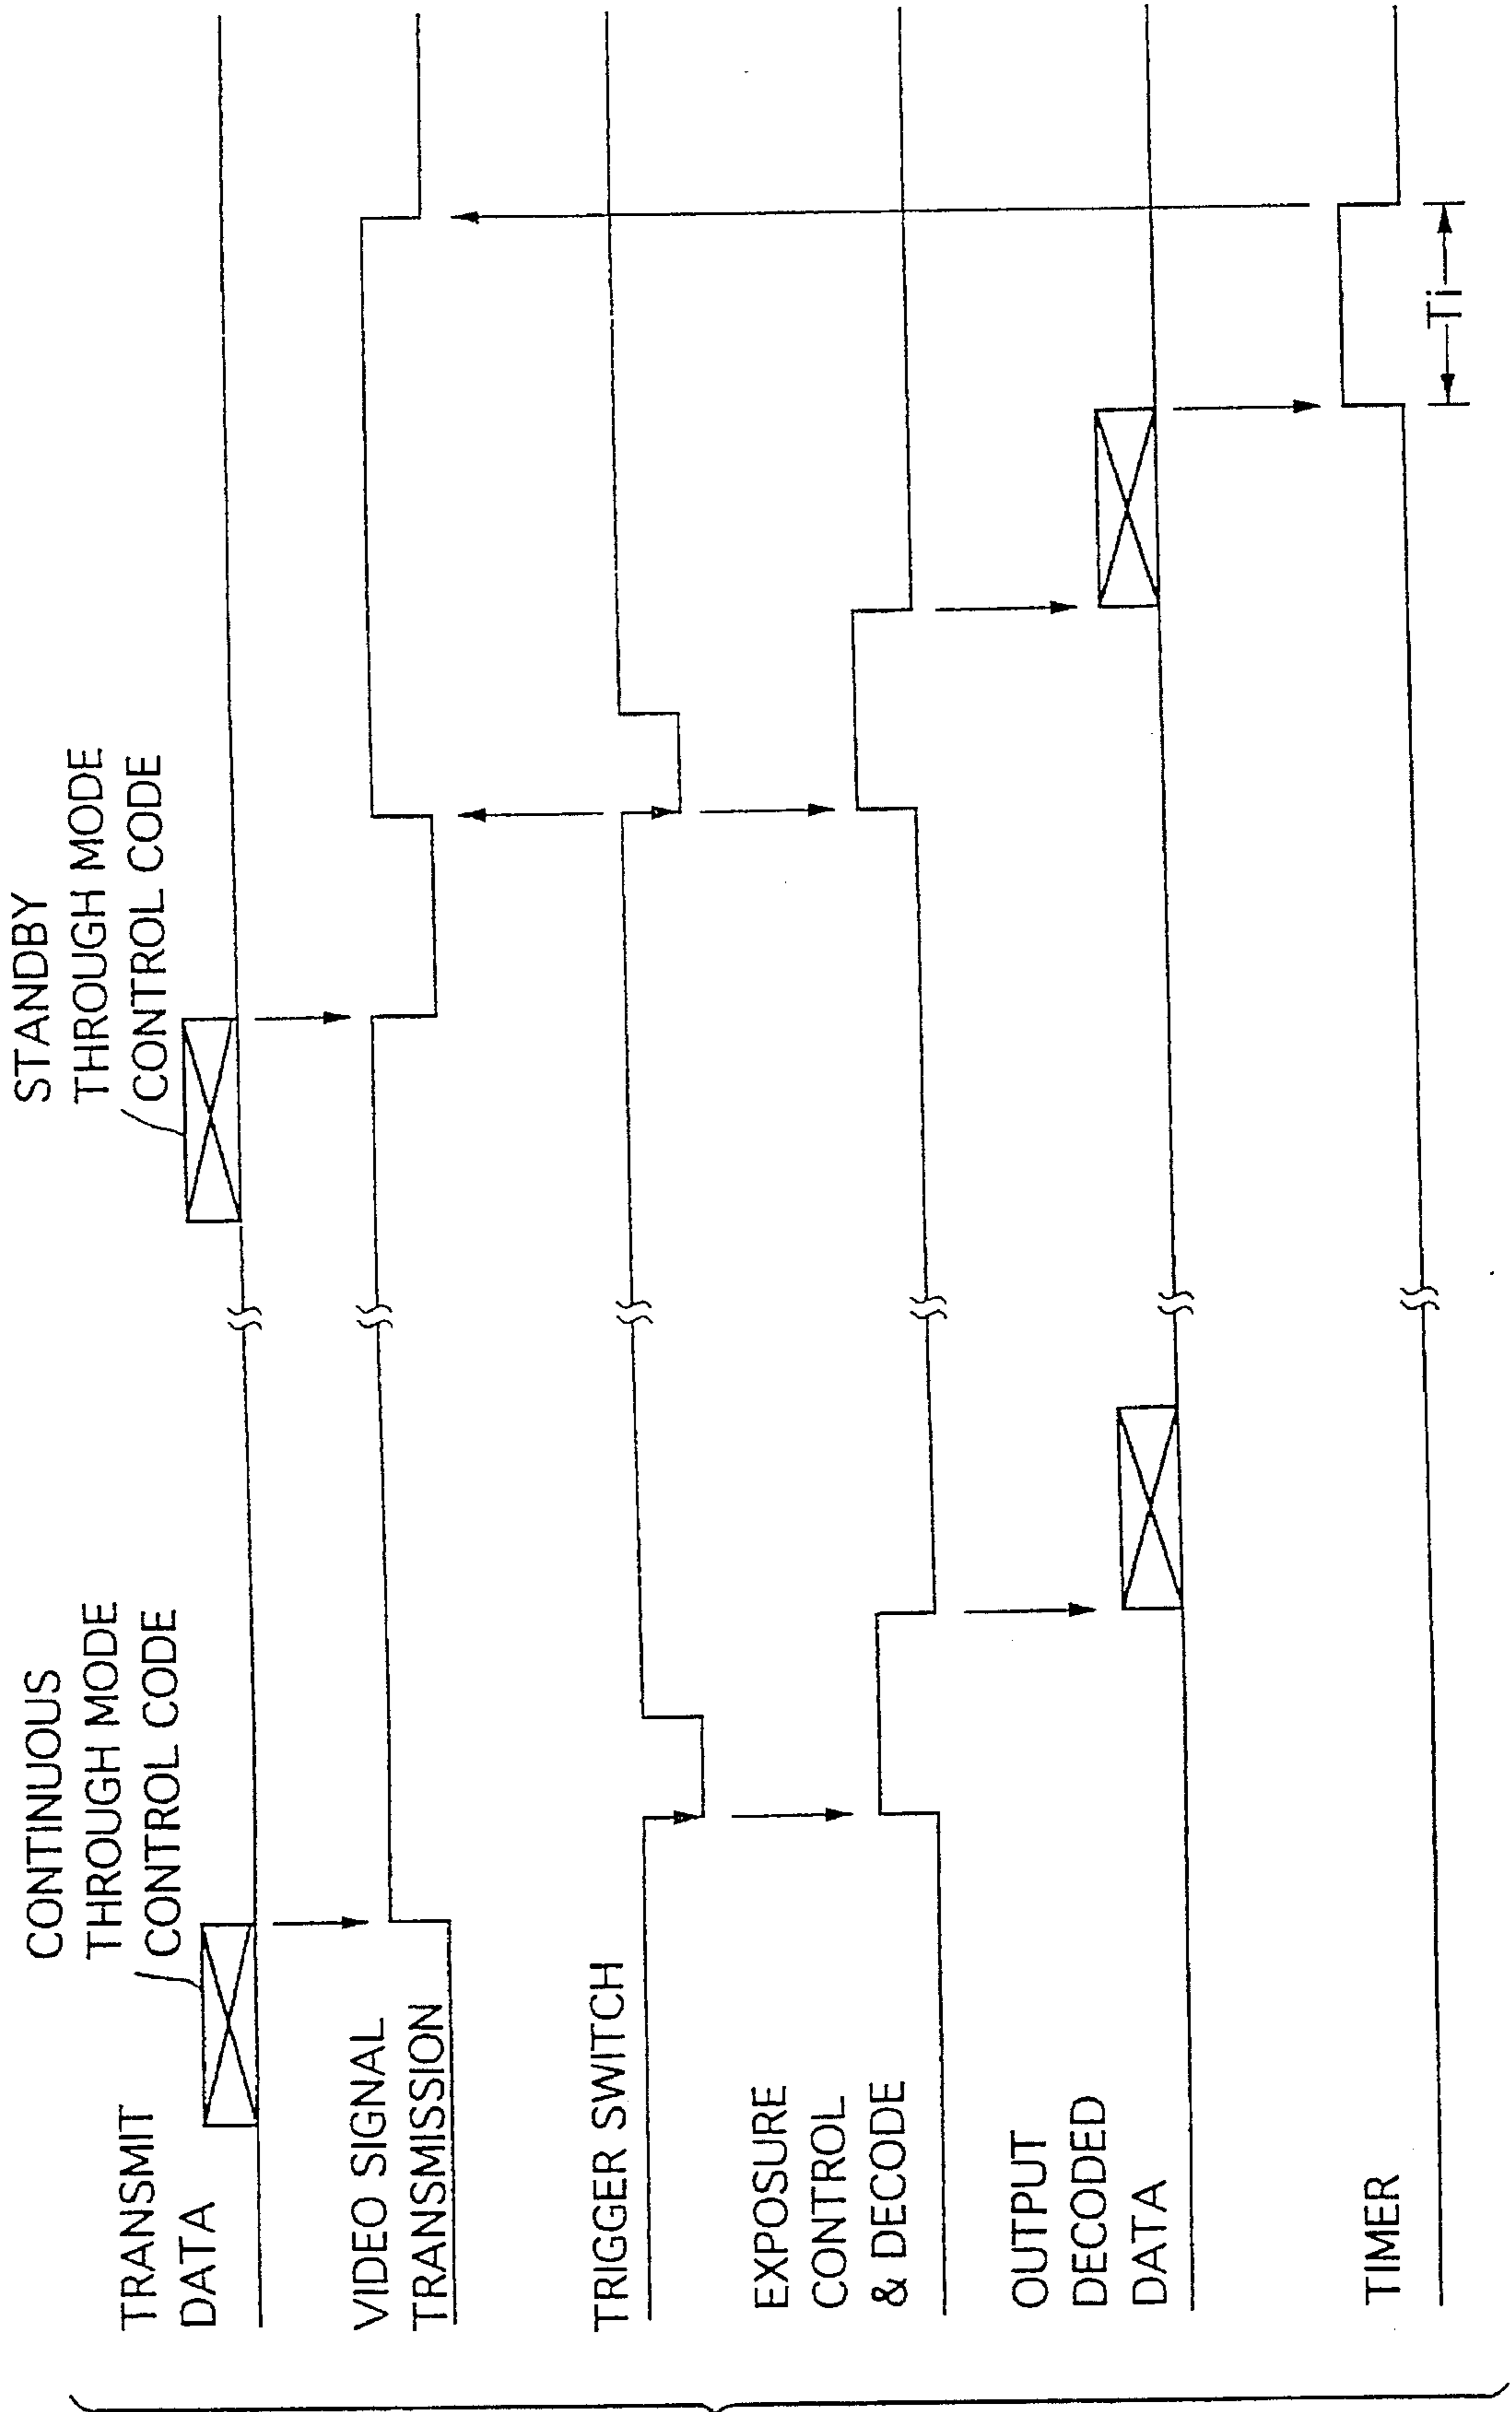 CONTINUOUS
THROUGH MODE
CONTROL CODE
STANDBY
THROUGH MODE
CONTROL CODE
TRANSMIT
DATA
VIDEO SIGNAL
TRANSMISSION
TRIGGER SWITCH
EXPOSURE
CONTROL
& DECODE
OUTPUT
DECODED
DATA
TIMER
Ti